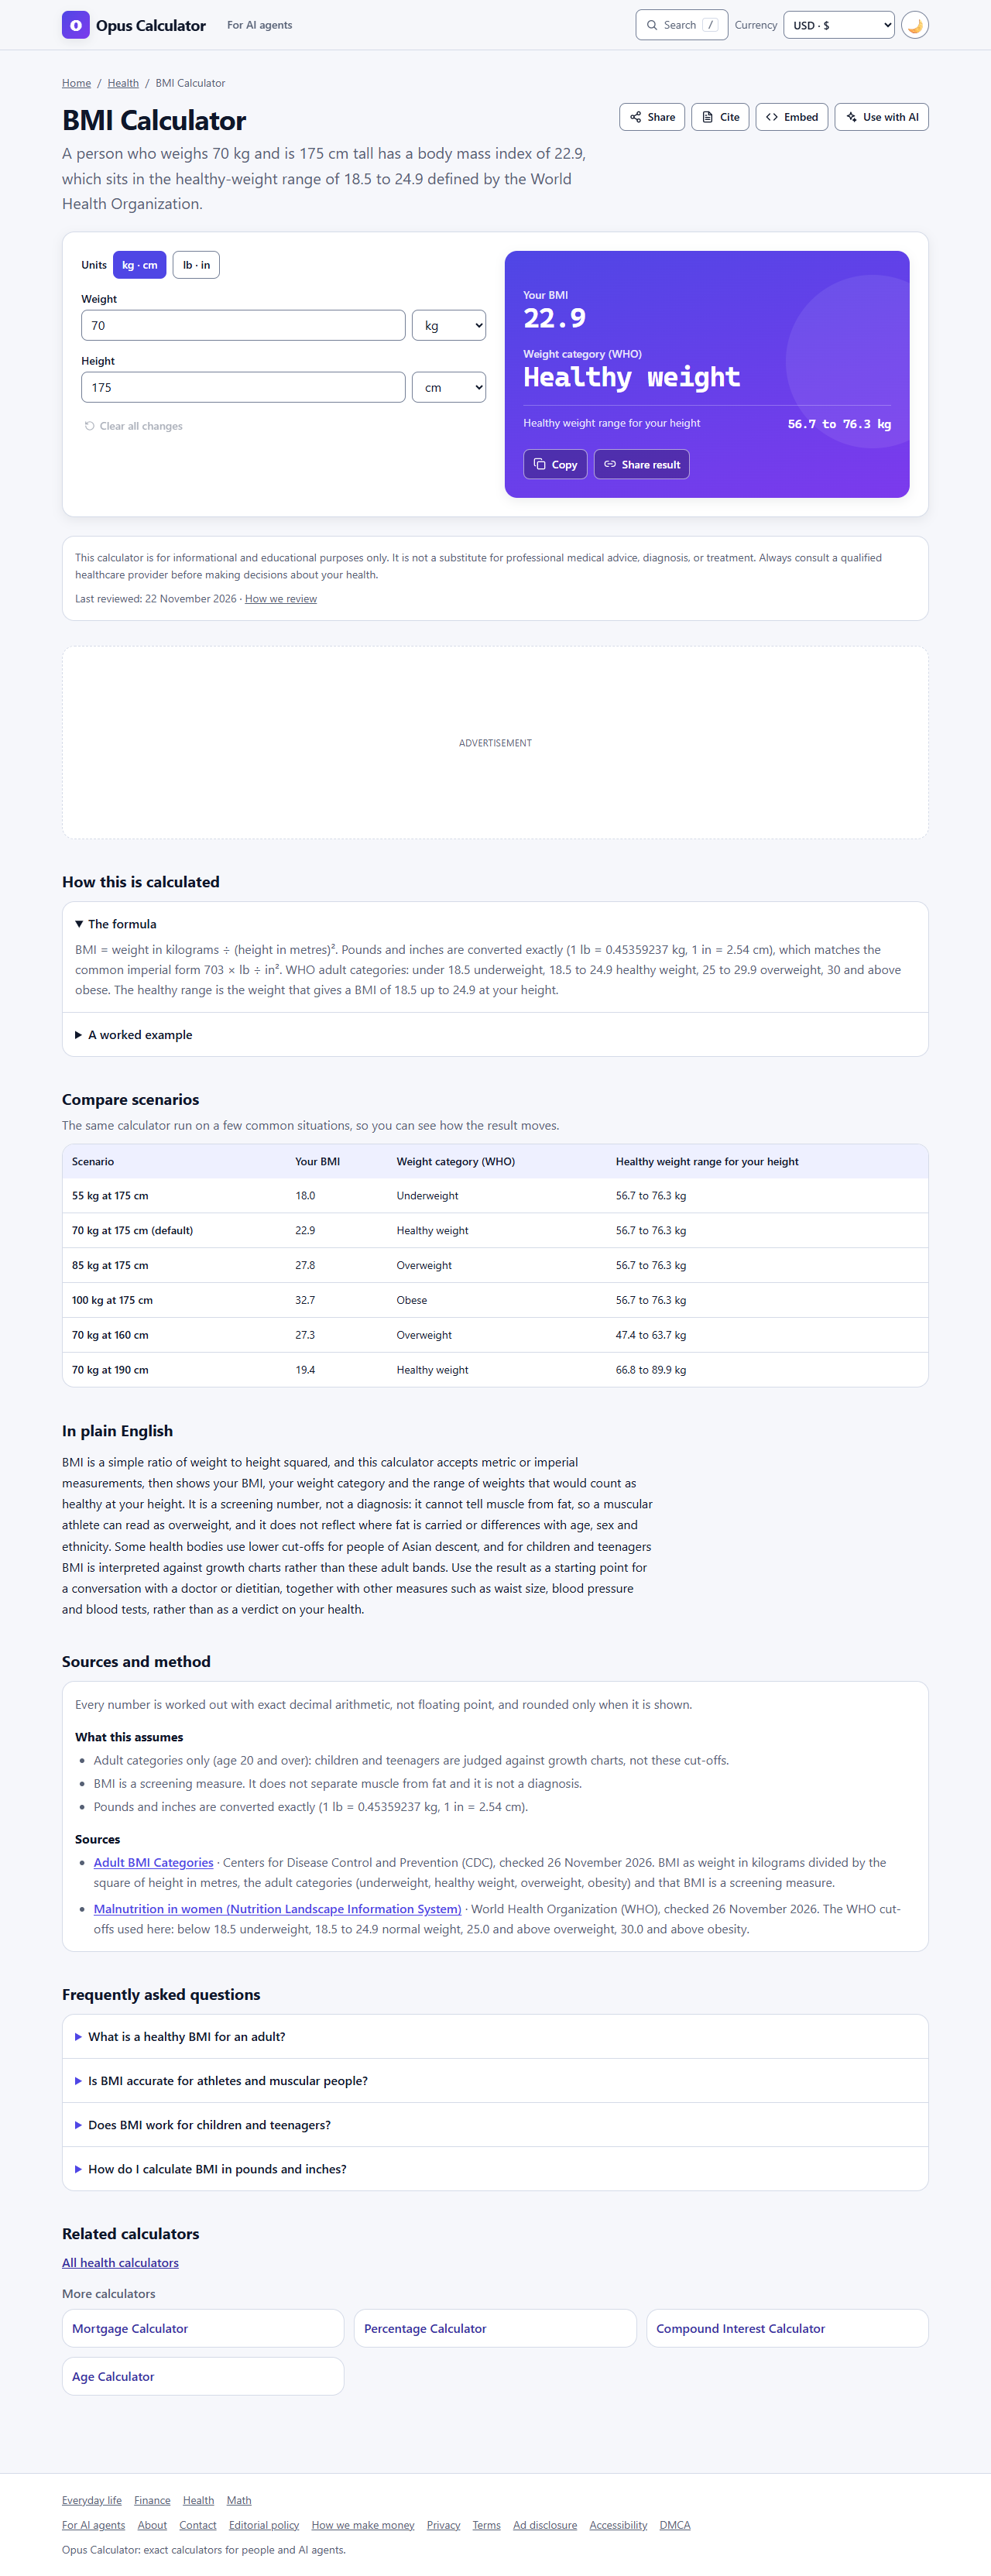 O Opus Calculator
For AI agents
Search /
Currency
USD · $
Home / Health / BMI Calculator
BMI Calculator
Share
Cite
Embed
Use with AI
A person who weighs 70 kg and is 175 cm tall has a body mass index of 22.9,
which sits in the healthy-weight range of 18.5 to 24.9 defined by the World
Health Organization.
Units kg · cm lb · in
Weight
70 kg
Height
175 cm
Clear all changes
Your BMI
22.9
Weight category (WHO)
Healthy weight
Healthy weight range for your height 56.7 to 76.3 kg
Copy
Share result
This calculator is for informational and educational purposes only. It is not a substitute for professional medical advice, diagnosis, or treatment. Always consult a qualified
healthcare provider before making decisions about your health.
Last reviewed: 22 November 2026 · How we review
ADVERTISEMENT
How this is calculated
The formula
BMI = weight in kilograms ÷ (height in metres)². Pounds and inches are converted exactly (1 lb = 0.45359237 kg, 1 in = 2.54 cm), which matches the
common imperial form 703 × lb ÷ in². WHO adult categories: under 18.5 underweight, 18.5 to 24.9 healthy weight, 25 to 29.9 overweight, 30 and above
obese. The healthy range is the weight that gives a BMI of 18.5 up to 24.9 at your height.
A worked example
Compare scenarios
The same calculator run on a few common situations, so you can see how the result moves.
Scenario Your BMI Weight category (WHO) Healthy weight range for your height
55 kg at 175 cm 18.0 Underweight 56.7 to 76.3 kg
70 kg at 175 cm (default) 22.9 Healthy weight 56.7 to 76.3 kg
85 kg at 175 cm 27.8 Overweight 56.7 to 76.3 kg
100 kg at 175 cm 32.7 Obese 56.7 to 76.3 kg
70 kg at 160 cm 27.3 Overweight 47.4 to 63.7 kg
70 kg at 190 cm 19.4 Healthy weight 66.8 to 89.9 kg
In plain English
BMI is a simple ratio of weight to height squared, and this calculator accepts metric or imperial
measurements, then shows your BMI, your weight category and the range of weights that would count as
healthy at your height. It is a screening number, not a diagnosis: it cannot tell muscle from fat, so a muscular
athlete can read as overweight, and it does not reflect where fat is carried or differences with age, sex and
ethnicity. Some health bodies use lower cut-offs for people of Asian descent, and for children and teenagers
BMI is interpreted against growth charts rather than these adult bands. Use the result as a starting point for
a conversation with a doctor or dietitian, together with other measures such as waist size, blood pressure
and blood tests, rather than as a verdict on your health.
Sources and method
Every number is worked out with exact decimal arithmetic, not floating point, and rounded only when it is shown.
What this assumes
• Adult categories only (age 20 and over): children and teenagers are judged against growth charts, not these cut-offs.
• BMI is a screening measure. It does not separate muscle from fat and it is not a diagnosis.
• Pounds and inches are converted exactly (1 lb = 0.45359237 kg, 1 in = 2.54 cm).
Sources
• Adult BMI Categories · Centers for Disease Control and Prevention (CDC), checked 26 November 2026. BMI as weight in kilograms divided by the
square of height in metres, the adult categories (underweight, healthy weight, overweight, obesity) and that BMI is a screening measure.
• Malnutrition in women (Nutrition Landscape Information System) · World Health Organization (WHO), checked 26 November 2026. The WHO cut-
offs used here: below 18.5 underweight, 18.5 to 24.9 normal weight, 25.0 and above overweight, 30.0 and above obesity.
Frequently asked questions
What is a healthy BMI for an adult?
Is BMI accurate for athletes and muscular people?
Does BMI work for children and teenagers?
How do I calculate BMI in pounds and inches?
Related calculators
All health calculators
More calculators
Mortgage Calculator
Percentage Calculator
Compound Interest Calculator
Age Calculator
Everyday life Finance Health Math
For AI agents About Contact Editorial policy How we make money Privacy Terms Ad disclosure Accessibility DMCA
Opus Calculator: exact calculators for people and AI agents.